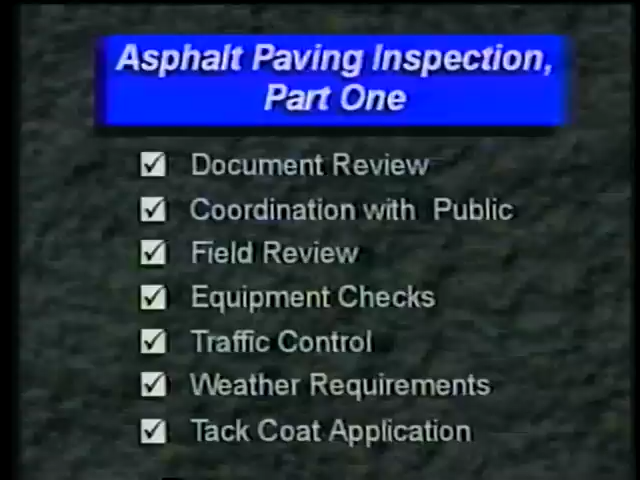 Asphalt Paving Inspection,
Part One
Document Review
Coordination with Public
Field Review
Equipment Checks
Traffic Control
Weather Requirements
Tack Coat Application